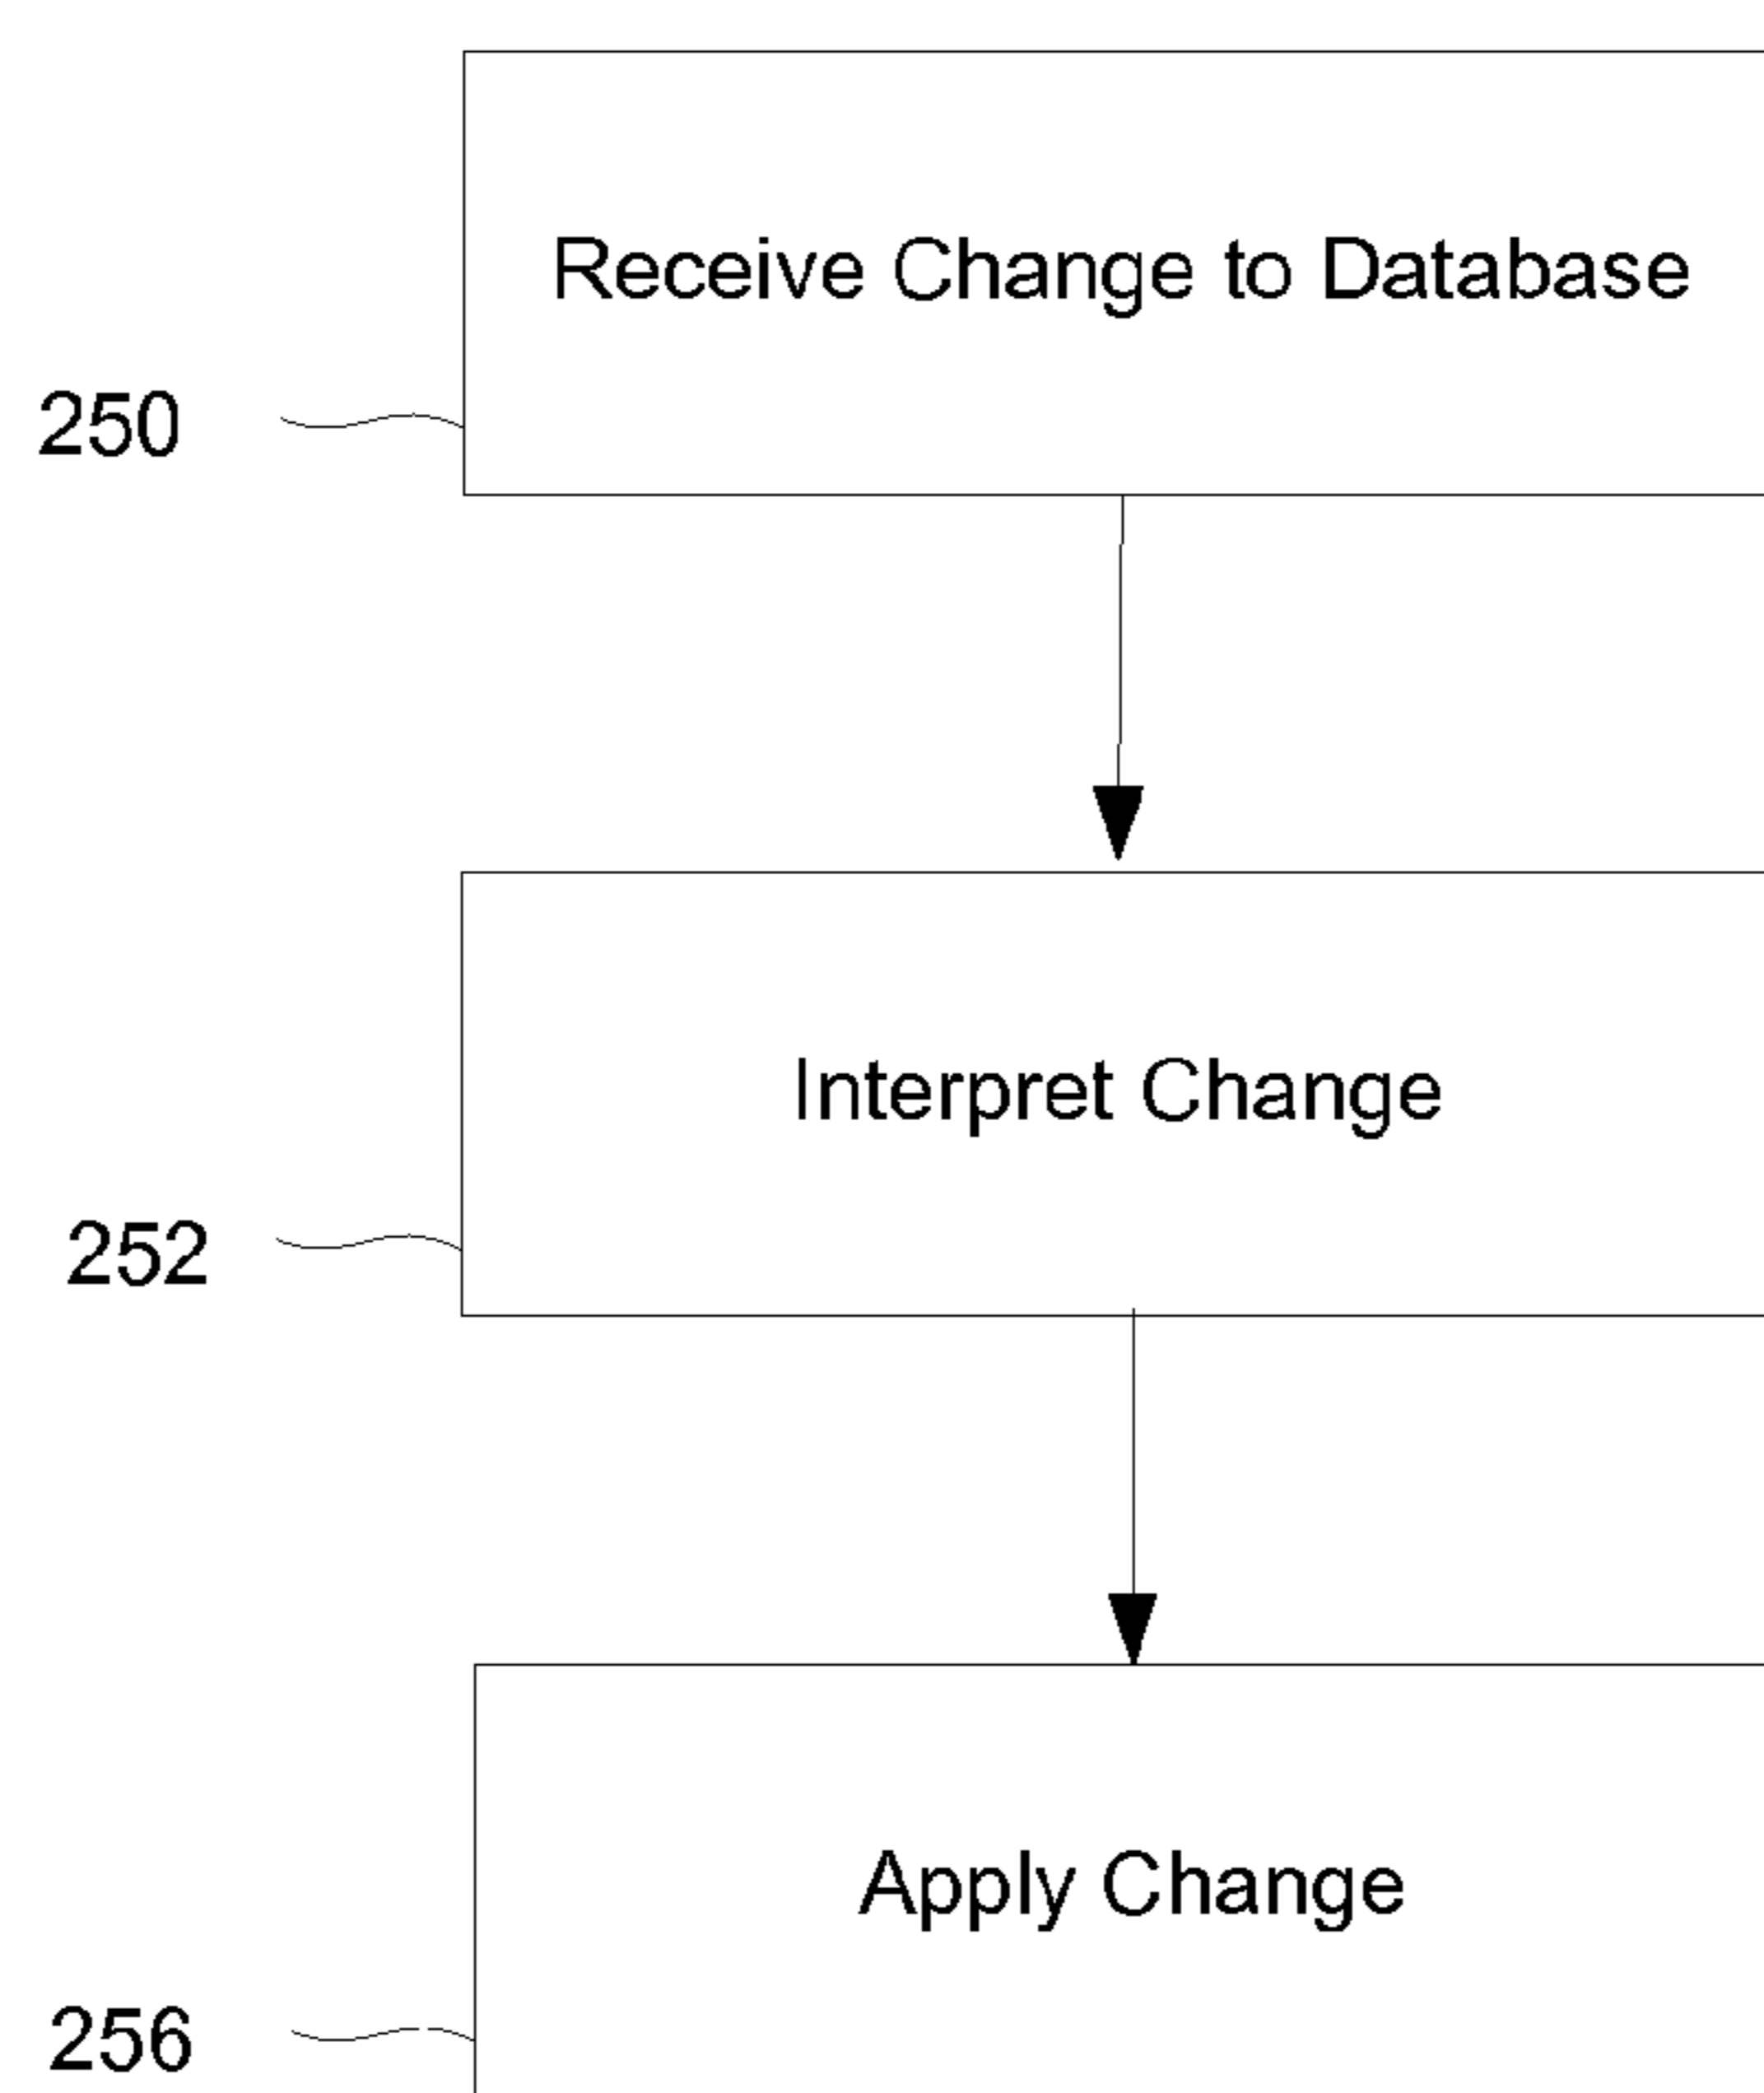 Receive Change to Database
250
Interpret Change
252
Apply Change
256